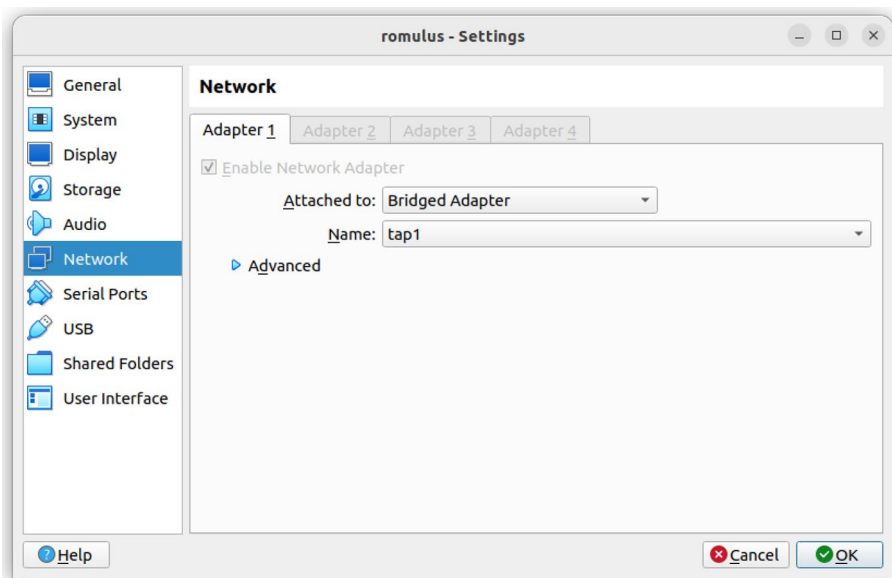 romulus - Settings
General
System
Display
Storage
Audio
Network
Serial Ports
USB
Shared Folders
User Interface
Network
Adapter 1 Adapter 2 Adapter 3 Adapter 4
Enable Network Adapter
Attached to: Bridged Adapter
Name: tap1
Advanced
Help
Cancel OK